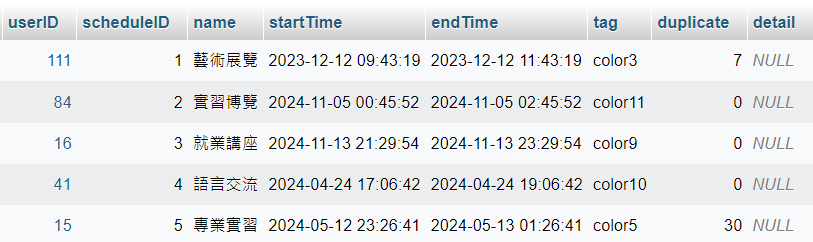 userID scheduleID name startTime endTime tag duplicate detail
111 1 藝術展覽 2023-12-12 09:43:19 2023-12-12 11:43:19 color3 7 NULL
84 2 實習博覽 2024-11-05 00:45:52 2024-11-05 02:45:52 color11 0 NULL
16 3 就業講座 2024-11-13 21:29:54 2024-11-13 23:29:54 color9 0 NULL
41 4 語言交流 2024-04-24 17:06:42 2024-04-24 19:06:42 color10 0 NULL
15 5 專業實習 2024-05-12 23:26:41 2024-05-13 01:26:41 color5 30 NULL